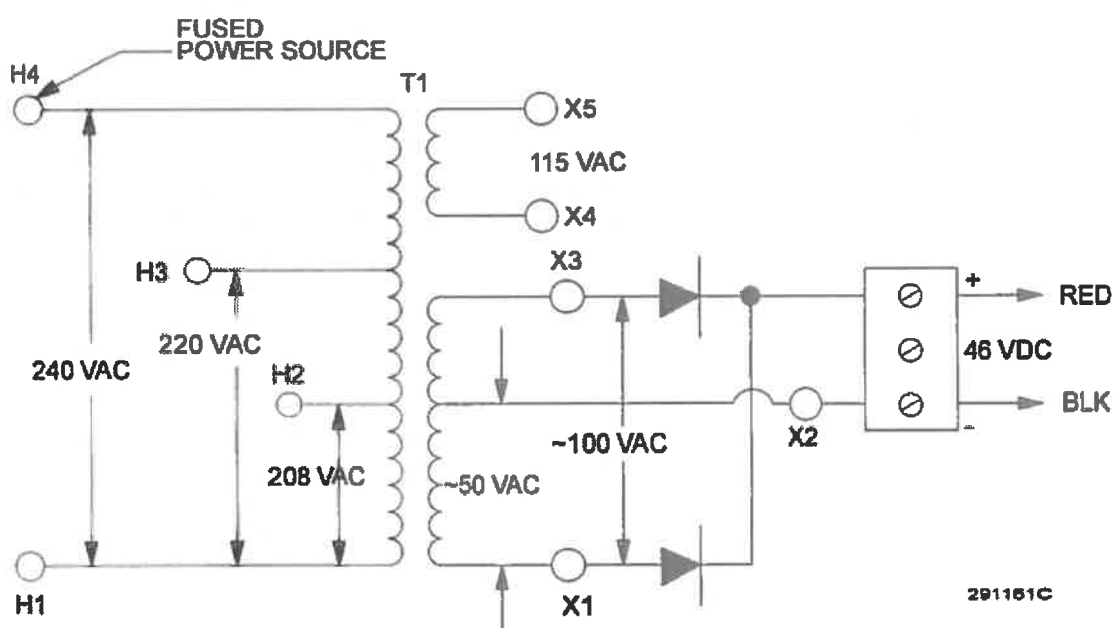 FUSED
POWER SOURCE
H4
T1
X5
115 VAC
X4
H3
X3
+
RED
220 VAC
46 VDC
240 VAC
H2
BLK
-
X2
~100 VAC
208 VAC
~50 VAC
H1
X1
291161C